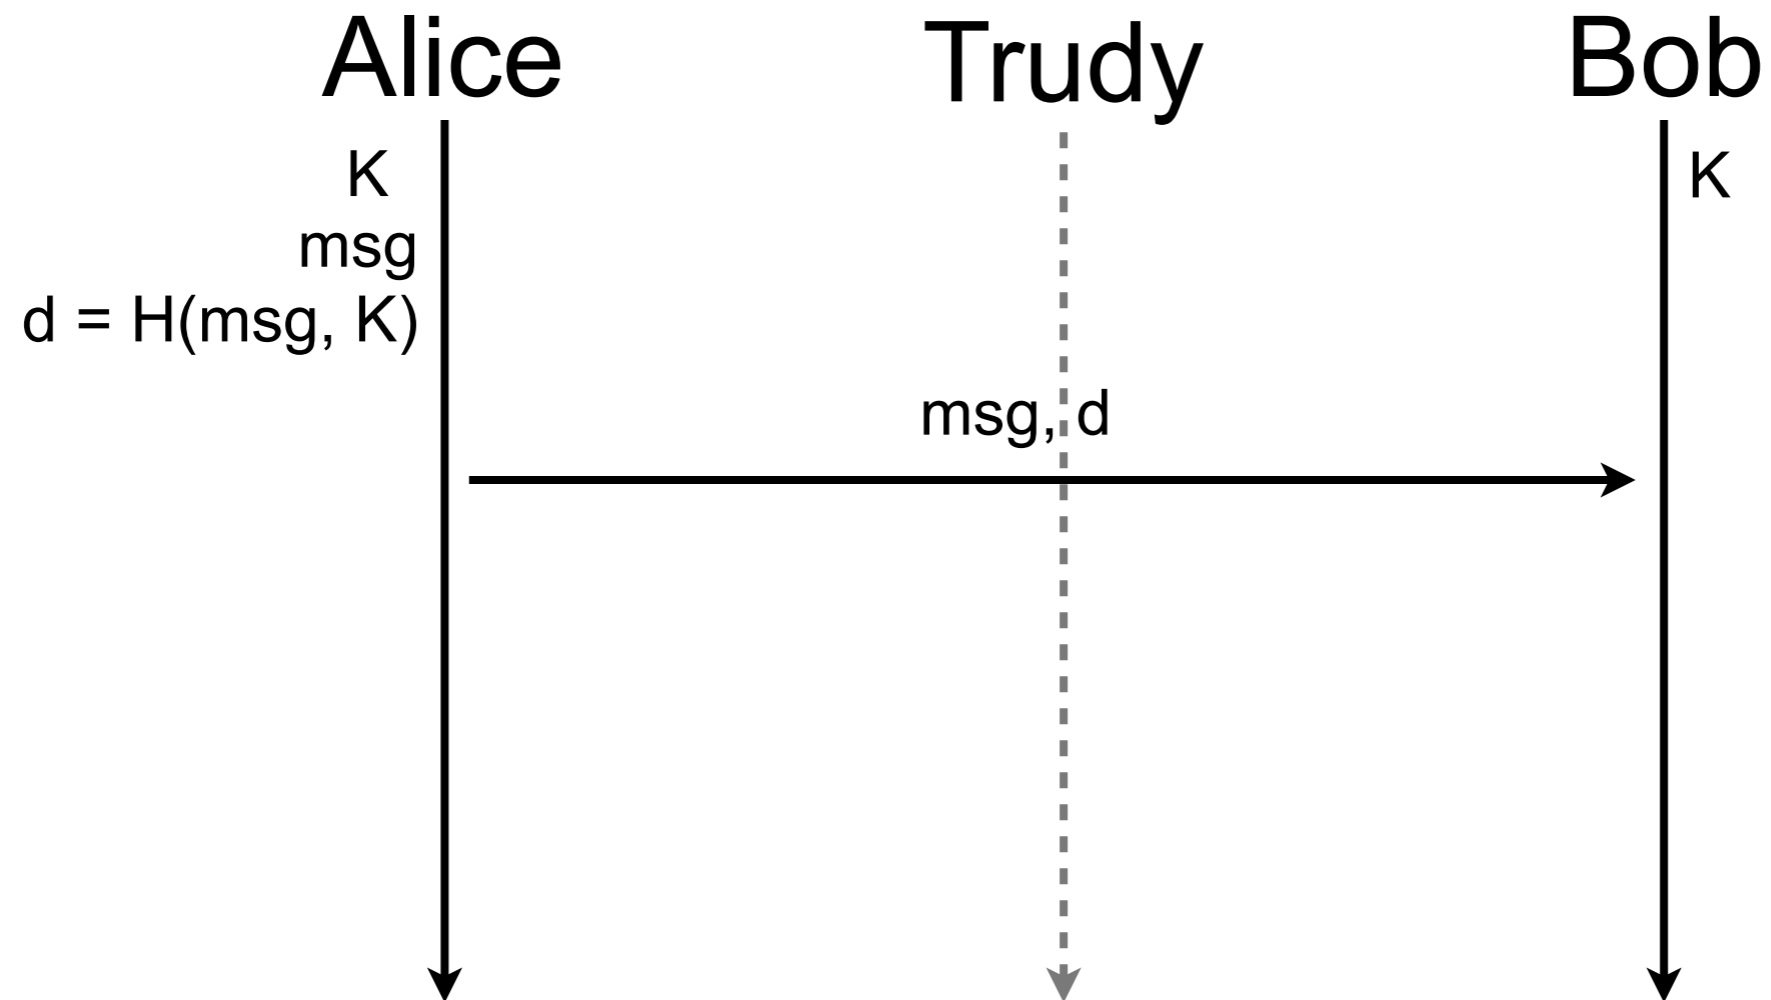 Alice
Trudy
Bob
K
K
msg
d = H(msg, K)
msg, d